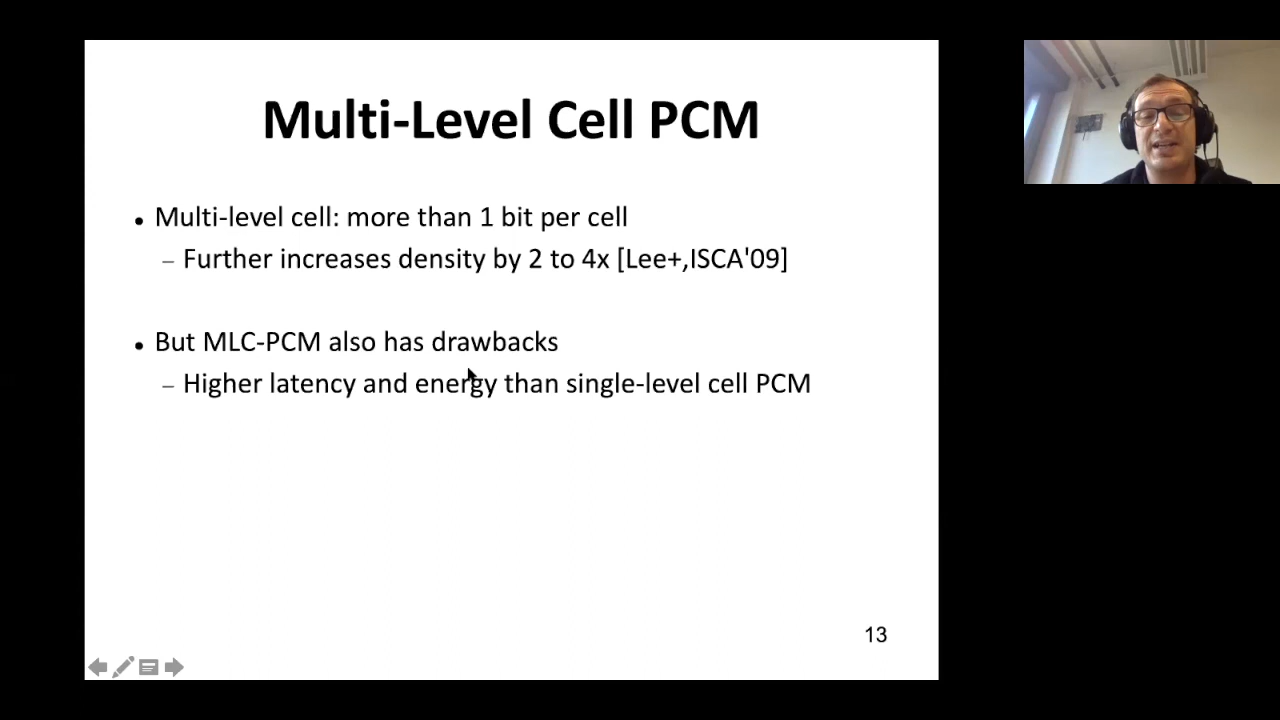 Multi-Level Cell PCM
• Multi-level cell: more than 1 bit per cell
– Further increases density by 2 to 4x [Lee+,ISCA'09]
• But MLC-PCM also has drawbacks
– Higher latency and energy than single-level cell PCM
13